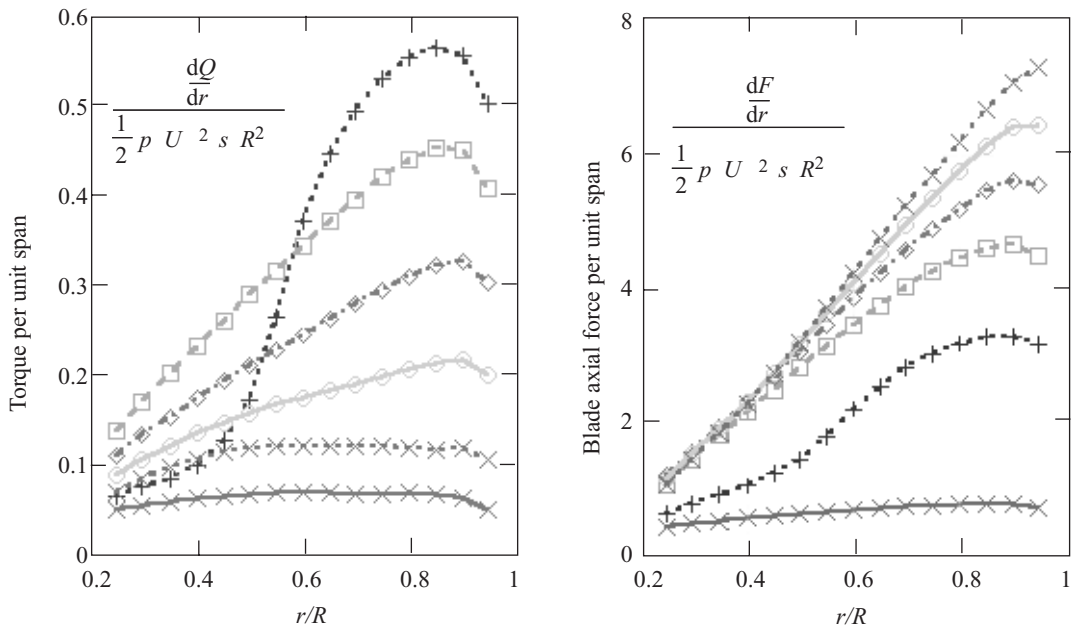 0.6
0.5
0.4
0.3
0.2
0.1
0
Torque per unit span
dQ
dr
1
2 p U 2 s R2
0.2 0.4 0.6 0.8 1
r/R
8
6
4
2
0
Blade axial force per unit span
dF
dr
1
2 p U 2 s R2
0.2 0.4 0.6 0.8 1
r/R